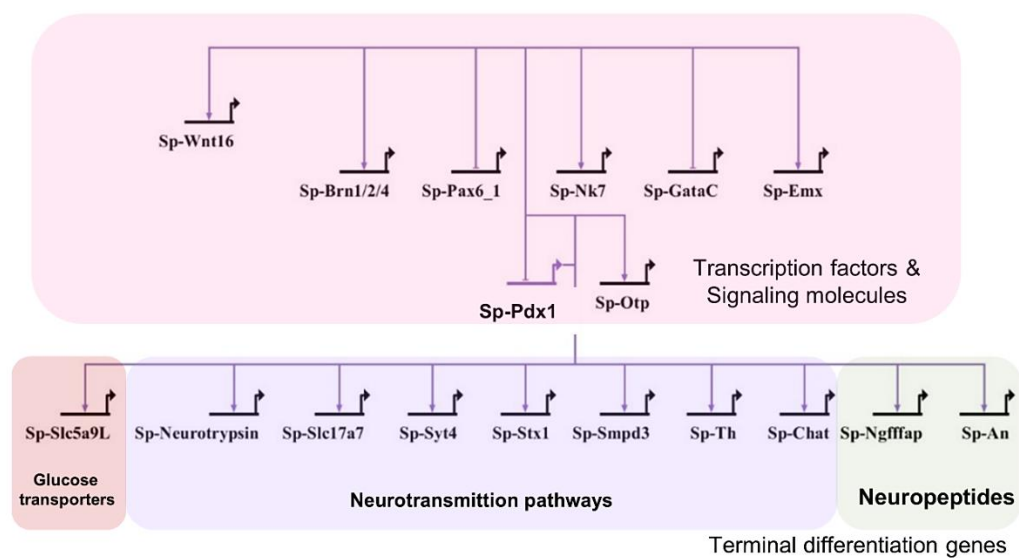 Sp-Wnt16
Sp-Brn1/2/4
Sp-Pax6_1
Sp-Nk7
Sp-GataC
Sp-Emx
Sp-Pdx1
Sp-Otp
Transcription factors &
Signaling molecules
Sp-Slc5a9L
Sp-Neurotrypsin
Sp-Slc17a7
Sp-Syt4
Sp-Stx1
Sp-Smpd3
Sp-Th
Sp-Chat
Sp-Ngfffap
Sp-An
Glucose
transporters
Neurotransmittion pathways
Neuropeptides
Terminal differentiation genes